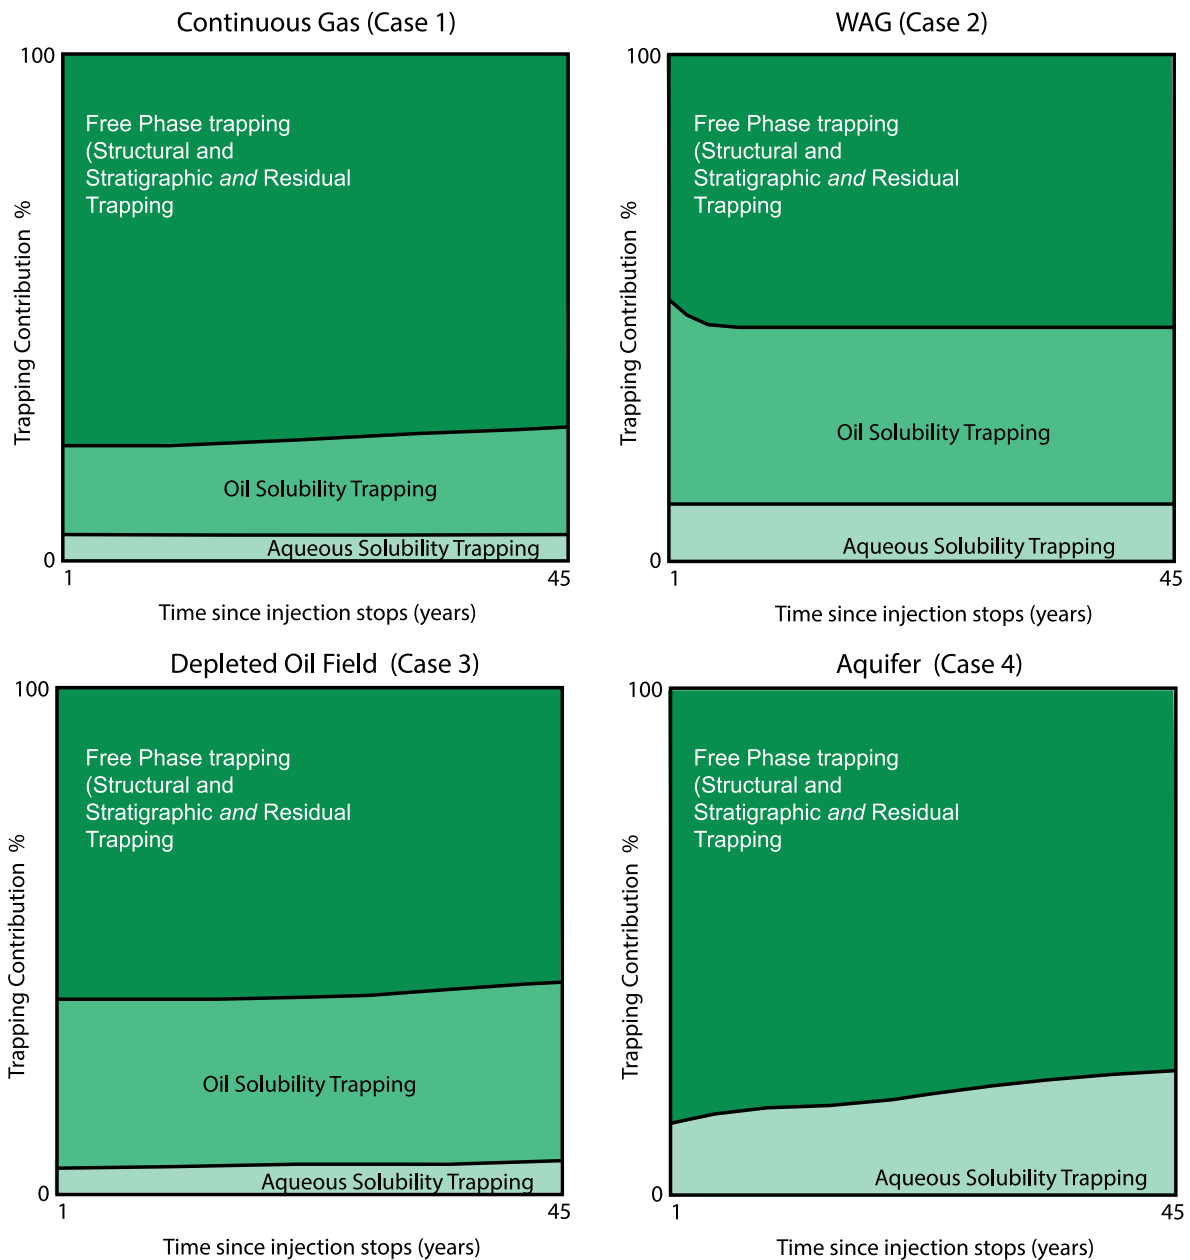 Continuous Gas (Case 1)
100
Free Phase trapping
(Structural and
Stratigraphic and Residual
Trapping
Oil Solubility Trapping
Aqueous Solubility Trapping
0
1
45
Trapping Contribution %
Time since injection stops (years)
WAG (Case 2)
100
Free Phase trapping
(Structural and
Stratigraphic and Residual
Trapping
Oil Solubility Trapping
Aqueous Solubility Trapping
0
1
45
Trapping Contribution %
Time since injection stops (years)
Depleted Oil Field (Case 3)
100
Free Phase trapping
(Structural and
Stratigraphic and Residual
Trapping
Oil Solubility Trapping
Aqueous Solubility Trapping
0
1
45
Trapping Contribution %
Time since injection stops (years)
Aquifer (Case 4)
100
Free Phase trapping
(Structural and
Stratigraphic and Residual
Trapping
Aqueous Solubility Trapping
0
1
45
Trapping Contribution %
Time since injection stops (years)